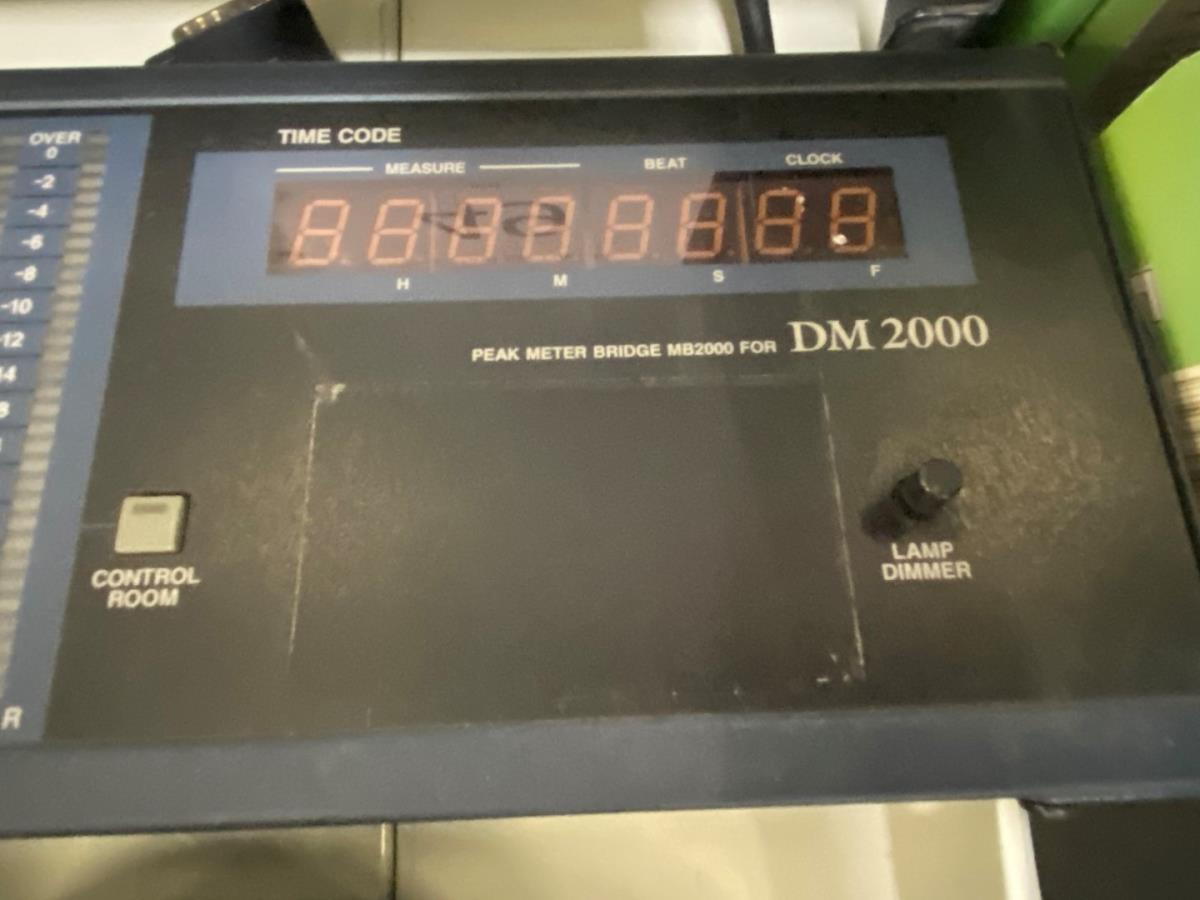 OVER
0
-2
-4
-6
-8
-10
-12
TIME CODE
MEASURE BEAT CLOCK
H M S F
PEAK METER BRIDGE MB2000 FOR DM 2000
CONTROL
ROOM
LAMP
DIMMER
R